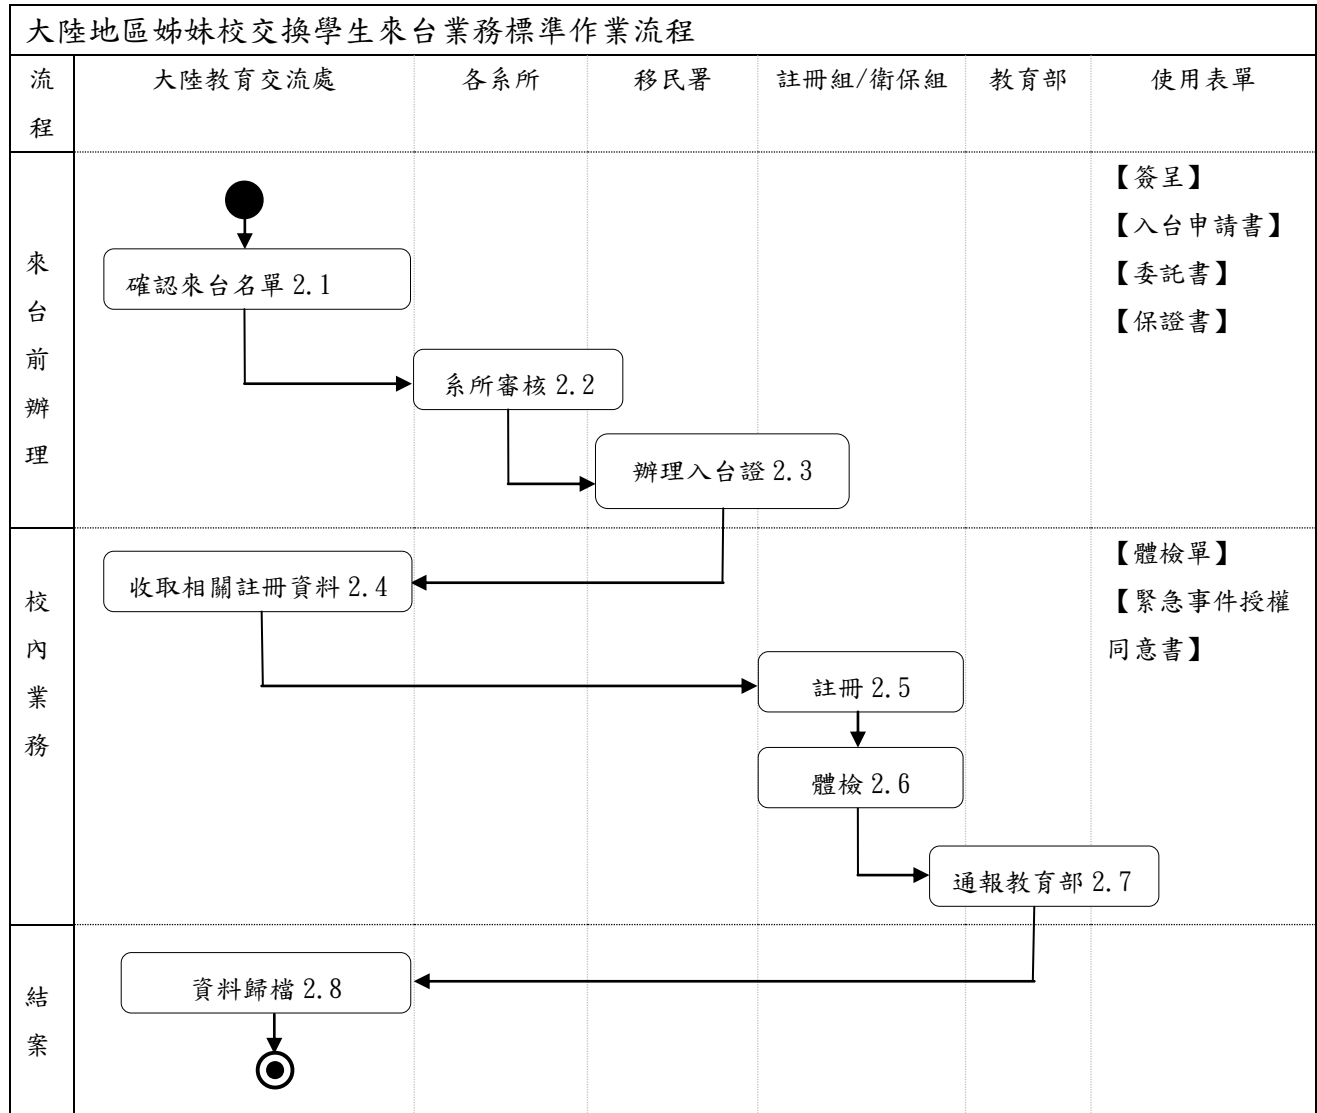 大陸地區姊妹校交換學生來台業務標準作業流程
流程
大陸教育交流處
各系所
移民署
註冊組/衛保組
教育部
使用表單
來台前辦理
確認來台名單 2.1
系所審核 2.2
辦理入台證 2.3
【簽呈】
【入台申請書】
【委託書】
【保證書】
校內業務
收取相關註冊資料 2.4
註冊 2.5
體檢 2.6
通報教育部 2.7
【體檢單】
【緊急事件授權
同意書】
結案
資料歸檔 2.8